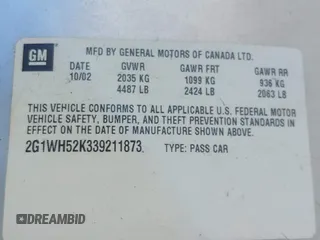 GM
MFD BY GENERAL MOTORS OF CANADA LTD.
DATE GVWR GAWR FRT GAWR RR
10/02 2035 KG 1099 KG 936 KG
4487 LB 2424 LB 2063 LB
THIS VEHICLE CONFORMS TO ALL APPLICABLE U.S. FEDERAL MOTOR
VEHICLE SAFETY, BUMPER, AND THEFT PREVENTION STANDARDS IN
EFFECT ON THE DATE OF MANUFACTURE SHOWN ABOVE.
2G1WH52K339211873 TYPE: PASS CAR
DREAMBID